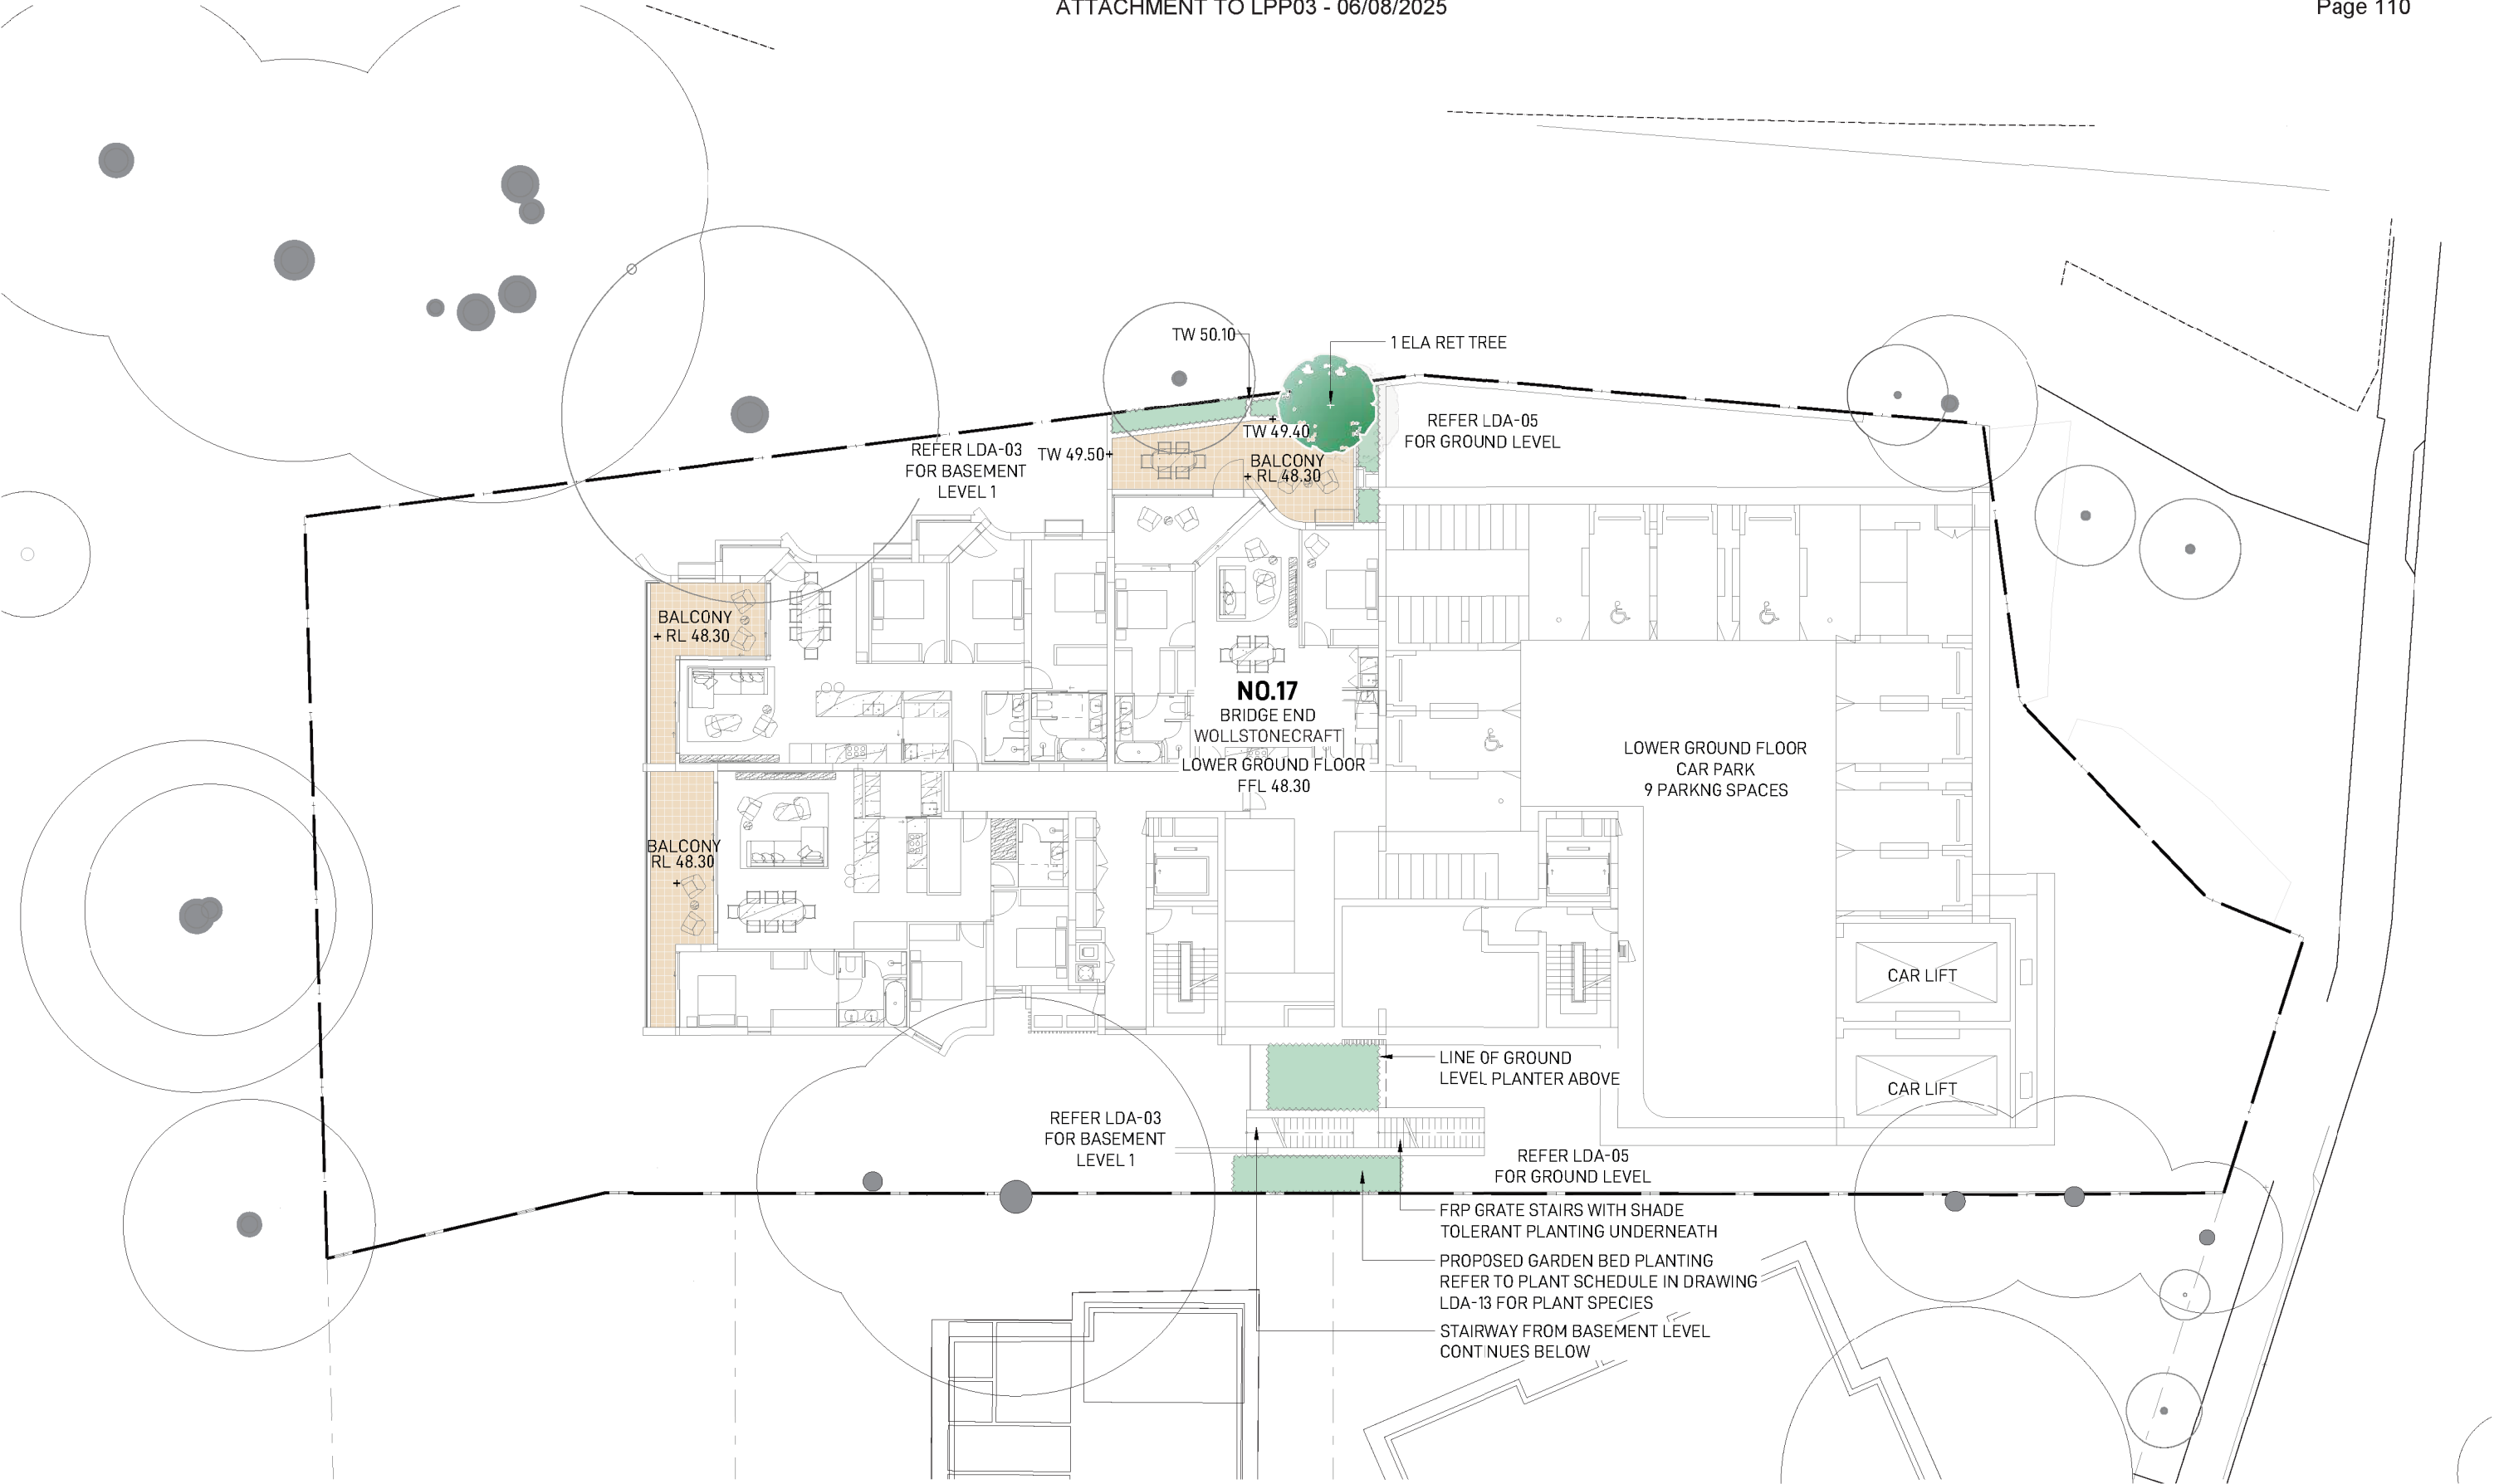 ATTACHMENT TO LPP03 - 06/08/2025
Page 110
TW 50.10
1 ELA RET TREE
REFER LDA-05
FOR GROUND LEVEL
TW 49.40
REFER LDA-03
FOR BASEMENT
LEVEL 1
TW 49.50+
BALCONY
+ RL 48.30
BALCONY
+ RL 48.30
NO.17
BRIDGE END
WOLLSTONECRAFT
LOWER GROUND FLOOR
FFL 48.30
LOWER GROUND FLOOR
CAR PARK
9 PARKNG SPACES
BALCONY
RL 48.30
+
CAR LIFT
CAR LIFT
LINE OF GROUND
LEVEL PLANTER ABOVE
REFER LDA-03
FOR BASEMENT
LEVEL 1
REFER LDA-05
FOR GROUND LEVEL
FRP GRATE STAIRS WITH SHADE
TOLERANT PLANTING UNDERNEATH
PROPOSED GARDEN BED PLANTING
REFER TO PLANT SCHEDULE IN DRAWING
LDA-13 FOR PLANT SPECIES
STAIRWAY FROM BASEMENT LEVEL
CONTINUES BELOW